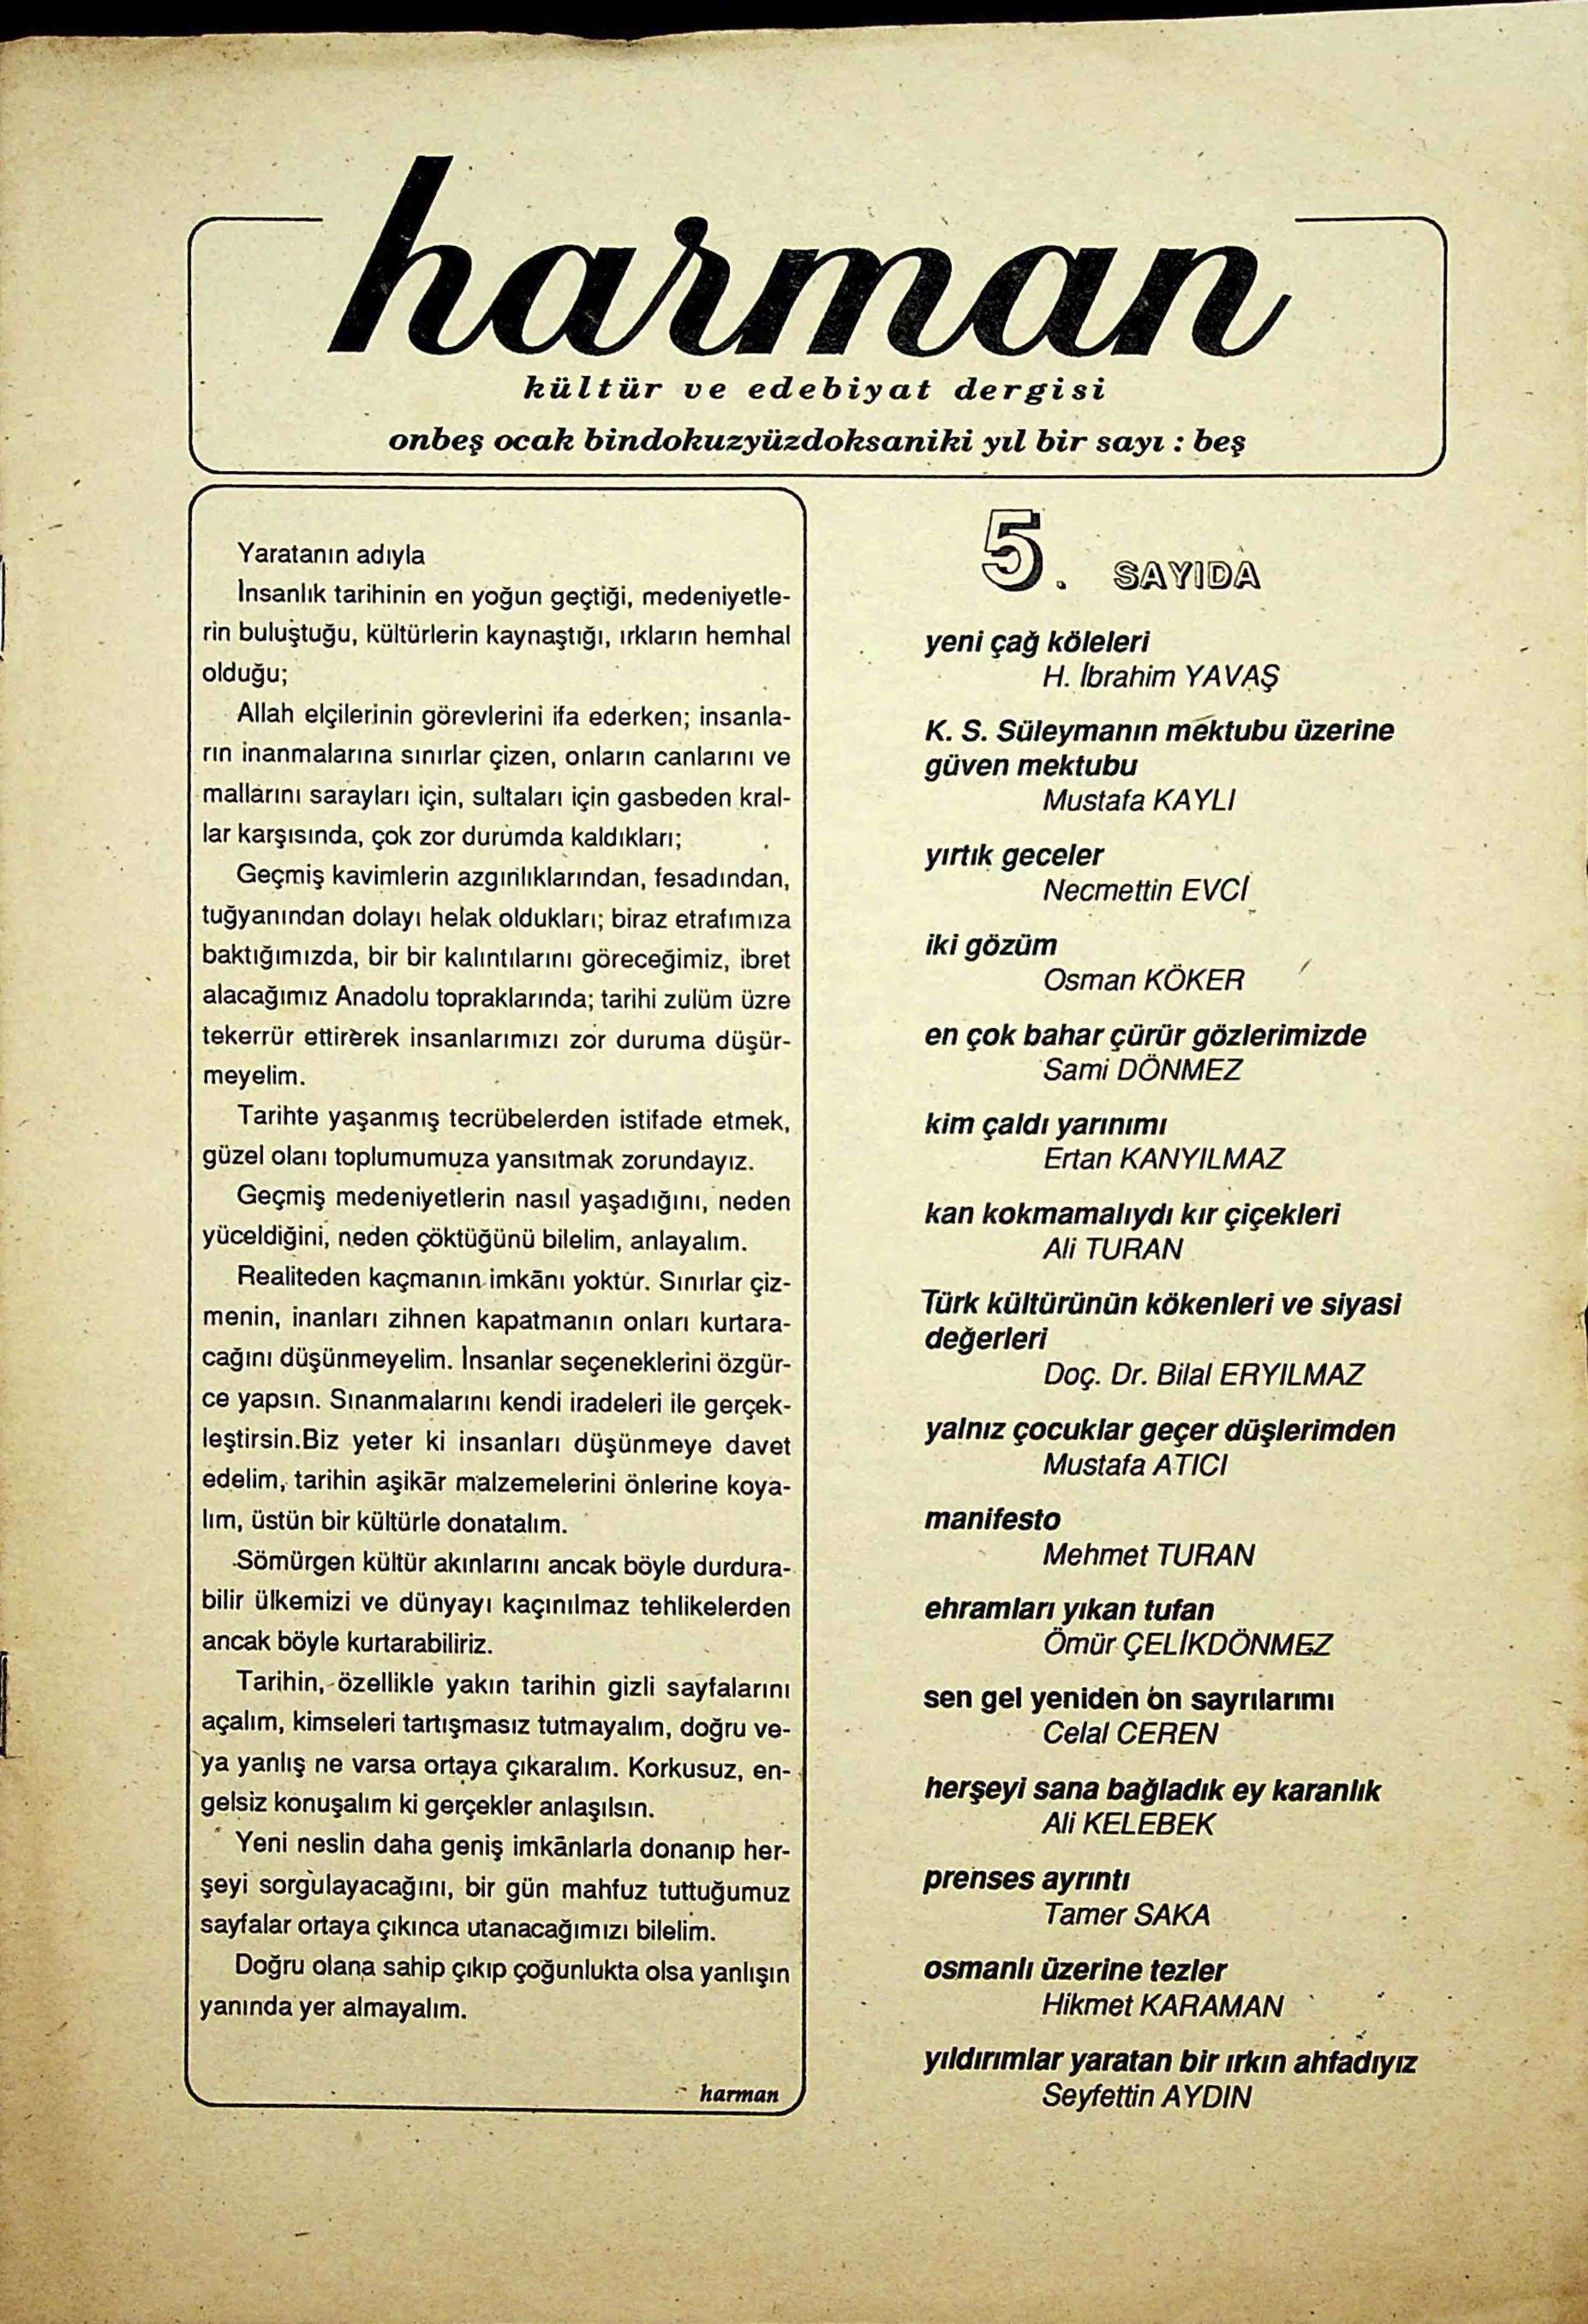 harman
kültür ve edebiyat dergisi
onbeş ocak bindokuzyüzdoksaniki yıl bir sayı : beş
Yaratanın adıyla
İnsanlık tarihinin en yoğun geçtiği, medeniyetle-
rin buluştuğu, kültürlerin kaynaştığı, ırkların hemhal
olduğu;
Allah elçilerinin görevlerini ifa ederken; insanla-
rın inanmalarına sınırlar çizen, onların canlarını ve
mallarını sarayları için, sultaları için gasbeden kral-
lar karşısında, çok zor durumda kaldıkları;
Geçmiş kavimlerin azgınlıklarından, fesadından,
tuğyanından dolayı helak oldukları; biraz etrafımıza
baktığımızda, bir bir kalıntılarını göreceğimiz, ibret
alacağımız Anadolu topraklarında; tarihi zulüm üzre
tekerrür ettirerek insanlarımızı zor duruma düşür-
meyelim.
Tarihte yaşanmış tecrübelerden istifade etmek,
güzel olanı toplumumuza yansıtmak zorundayız.
Geçmiş medeniyetlerin nasıl yaşadığını, neden
yüceldiğini, neden çöktüğünü bilelim, anlayalım.
Realiteden kaçmanın imkânı yoktur. Sınırlar çiz-
menin, inanları zihnen kapatmanın onları kurtara-
cağını düşünmeyelim. İnsanlar seçeneklerini özgür-
ce yapsın. Sınanmalarını kendi iradeleri ile gerçek-
leştirsin.Biz yeter ki insanları düşünmeye davet
edelim, tarihin aşikâr malzemelerini önlerine koya-
lım, üstün bir kültürle donatalım.
Sömürgen kültür akınlarını ancak böyle durdura-
bilir ülkemizi ve dünyayı kaçınılmaz tehlikelerden
ancak böyle kurtarabiliriz.
Tarihin, özellikle yakın tarihin gizli sayfalarını
açalım, kimseleri tartışmasız tutmayalım, doğru ve-
ya yanlış ne varsa ortaya çıkaralım. Korkusuz, en-
gelsiz konuşalım ki gerçekler anlaşılsın.
Yeni neslin daha geniş imkânlarla donanıp her-
şeyi sorgulayacağını, bir gün mahfuz tuttuğumuz
sayfalar ortaya çıkınca utanacağımızı bilelim.
Doğru olana sahip çıkıp çoğunlukta olsa yanlışın
yanında yer almayalım.
harman
5. SAYIDA
yeni çağ köleleri
H. İbrahim YAVAŞ
K. S. Süleymanın mektubu üzerine
güven mektubu
Mustafa KAYLI
yırtık geceler
Necmettin EVCİ
iki gözüm
Osman KÖKER
en çok bahar çürür gözlerimizde
Sami DÖNMEZ
kim çaldı yarınımı
Ertan KANYILMAZ
kan kokmamalıydı kır çiçekleri
Ali TURAN
Türk kültürünün kökenleri ve siyasi
değerleri
Doç. Dr. Bilal ERYILMAZ
yalnız çocuklar geçer düşlerimden
Mustafa ATICI
manifesto
Mehmet TURAN
ehramları yıkan tufan
Ömür ÇELİKDÖNMEZ
sen gel yeniden ön sayrılarımı
Celal CEREN
herşeyi sana bağladık ey karanlık
Ali KELEBEK
prenses ayrıntı
Tamer SAKA
osmanlı üzerine tezler
Hikmet KARAMAN
yıldırımlar yaratan bir ırkın ahfadıyız
Seyfettin AYDIN